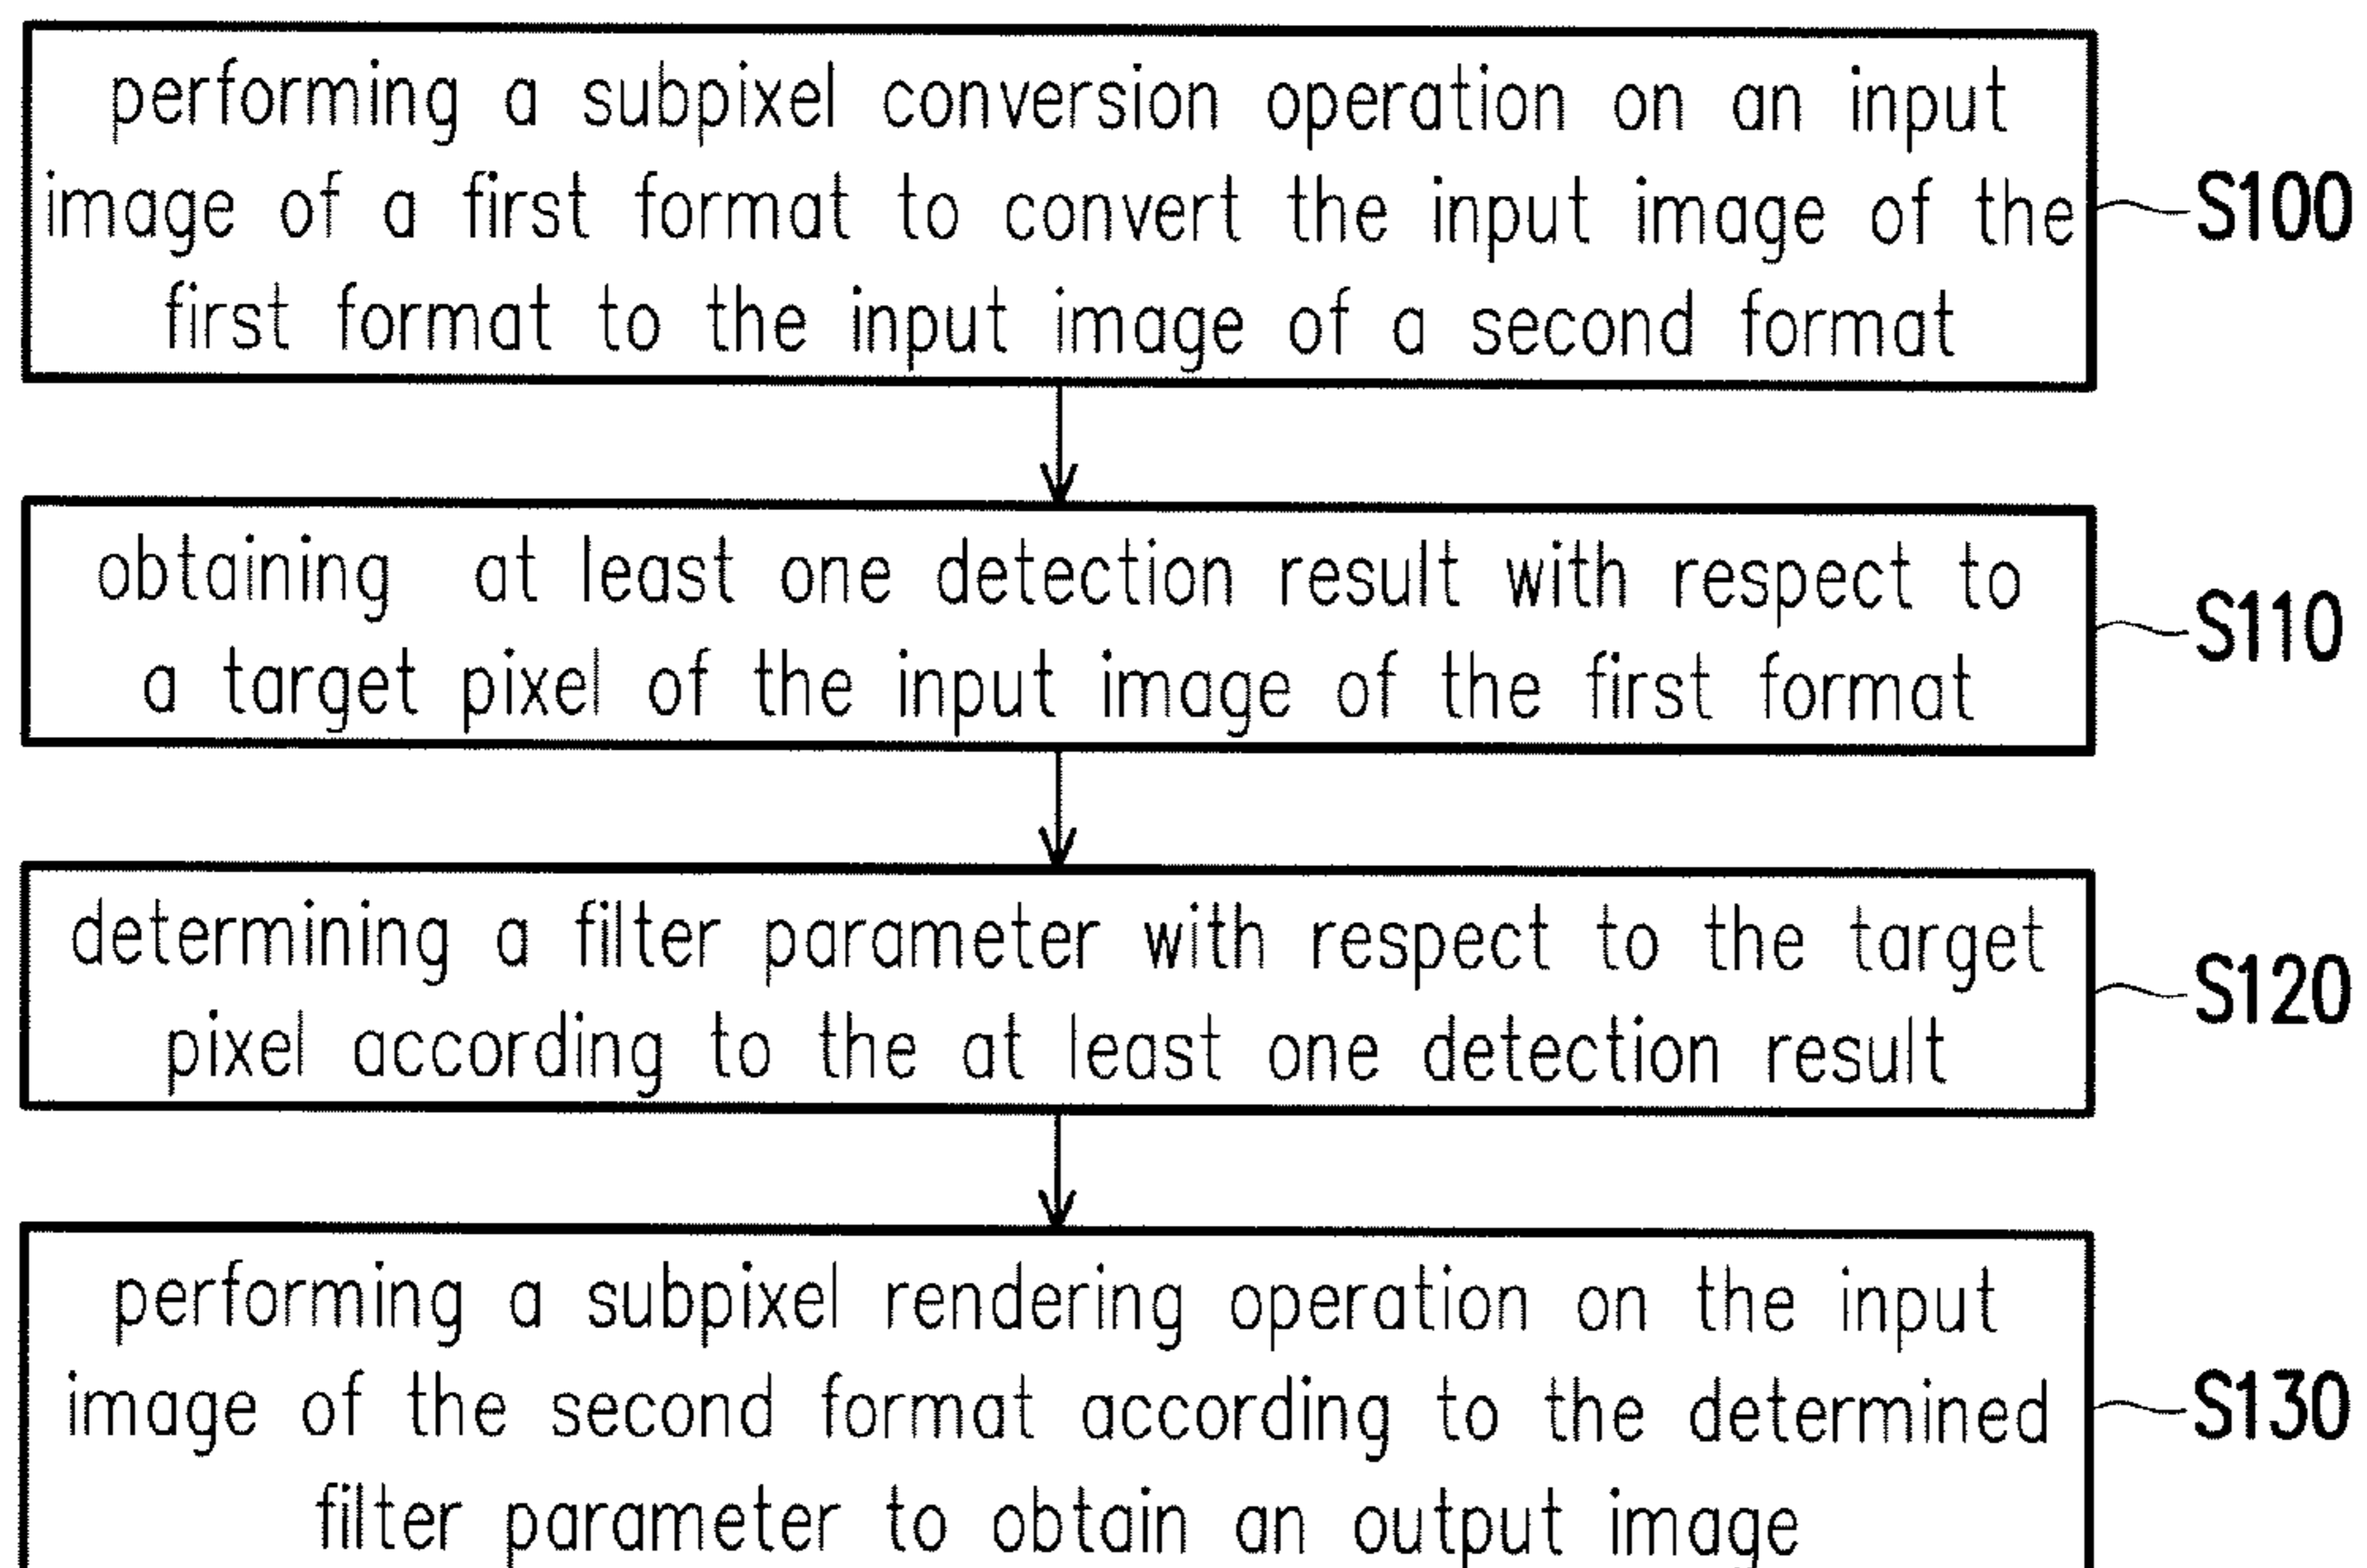 performing a subpixel conversion operation on an input
image of a first format to convert the input image of the
first format to the input image of a second format
S100
obtaining at least one detection result with respect to
a target pixel of the input image of the first format
S110
determining a filter parameter with respect to the target
pixel according to the at least one detection result
S120
performing a subpixel rendering operation on the input
image of the second format according to the determined
filter parameter to obtain an output image
S130